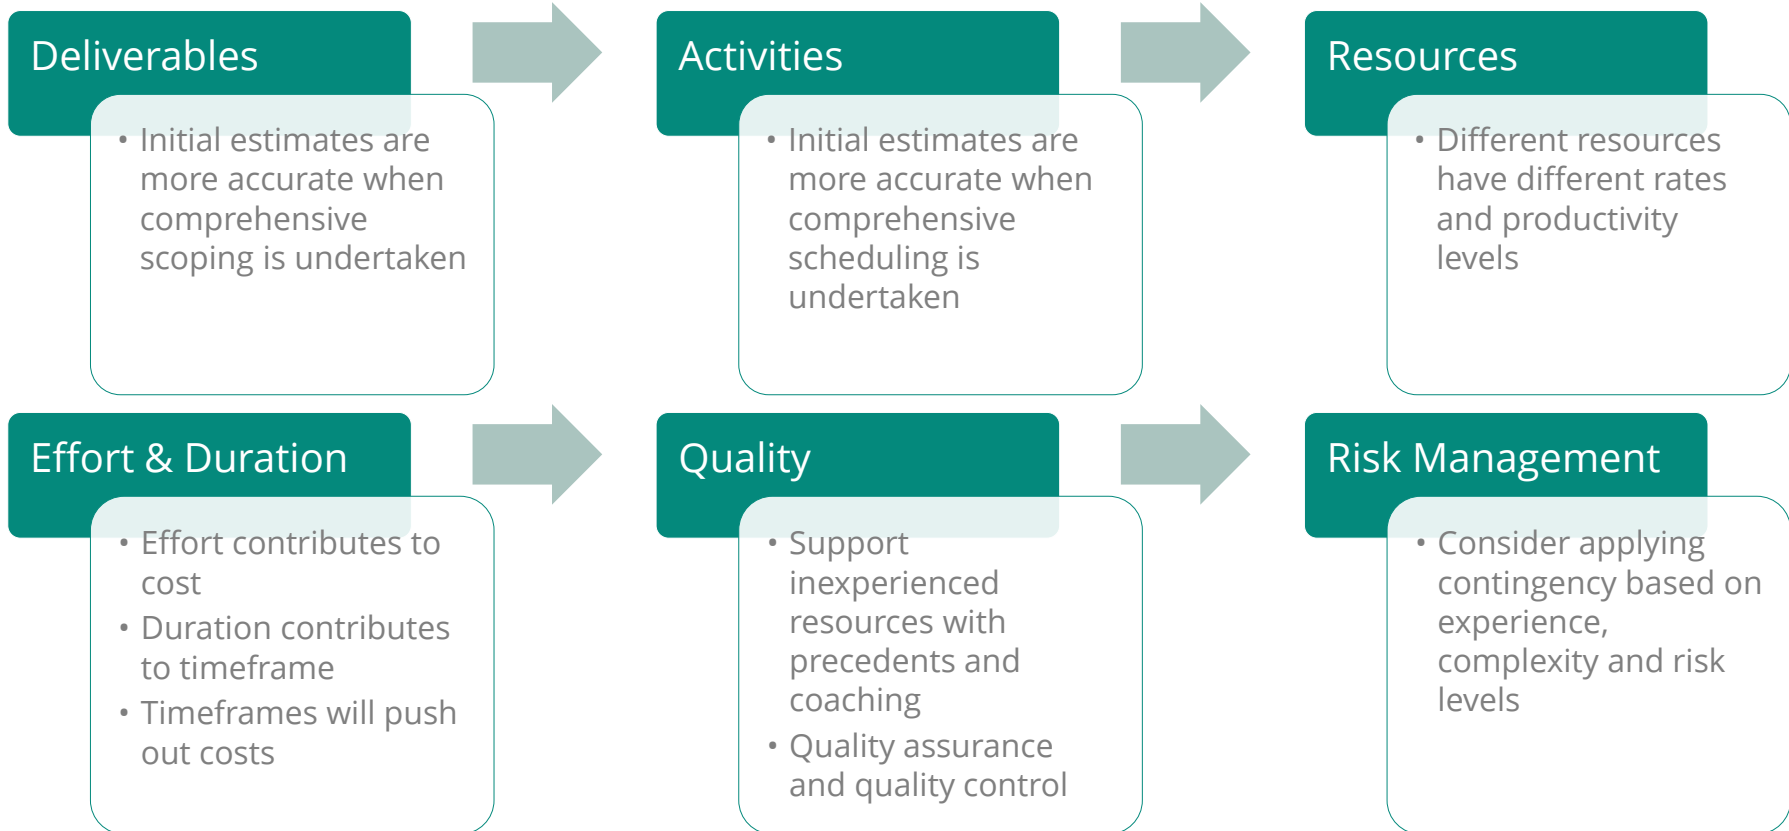 Deliverables
• Initial estimates are
more accurate when
comprehensive
scoping is undertaken
Activities
• Initial estimates are
more accurate when
comprehensive
scheduling is
undertaken
Resources
• Different resources
have different rates
and productivity
levels
Effort & Duration
• Effort contributes to
cost
• Duration contributes
to timeframe
• Timeframes will push
out costs
Quality
• Support
inexperienced
resources with
precedents and
coaching
• Quality assurance
and quality control
Risk Management
• Consider applying
contingency based on
experience,
complexity and risk
levels